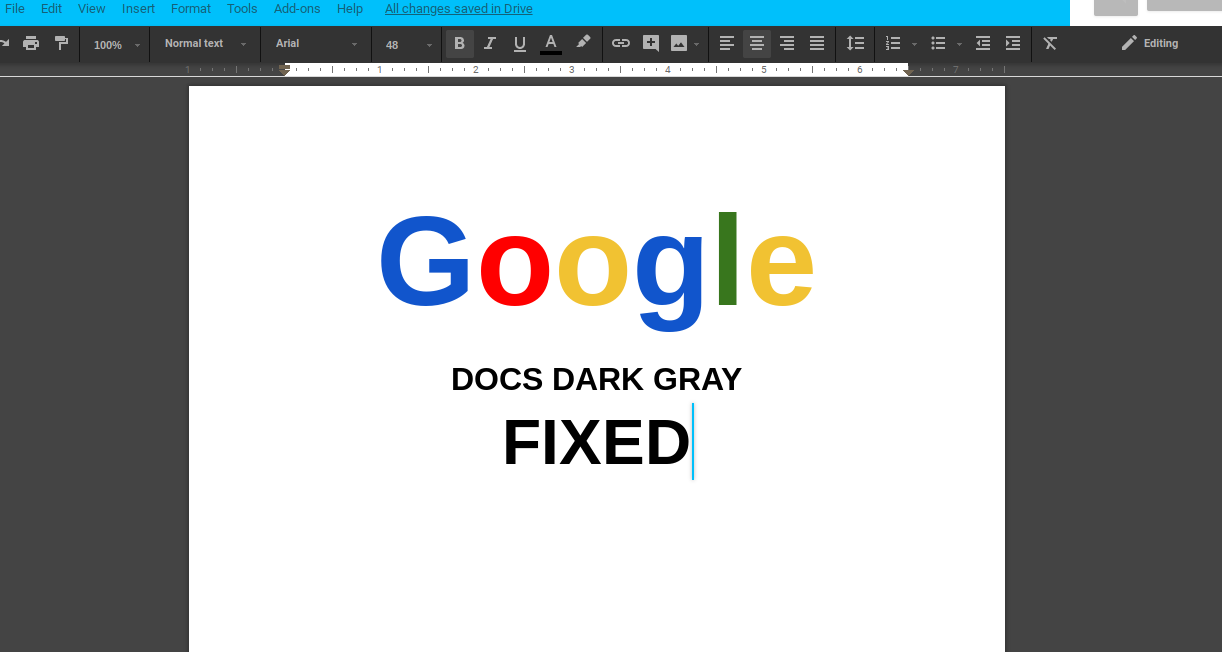 File Edit View Insert Format Tools Add-ons Help All changes saved in Drive
100% Normal text Arial 48 B I U A Editing
1 1 2 3 4 5 6 7
Google
DOCS DARK GRAY
FIXED